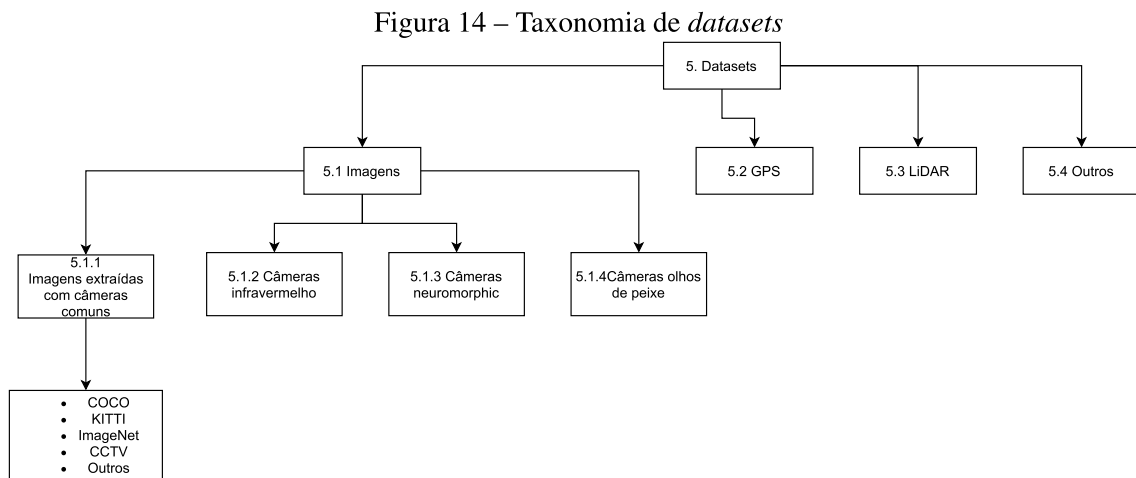 Figura 14 – Taxonomia de datasets
5. Datasets
5.1 Imagens
5.2 GPS
5.3 LiDAR
5.4 Outros
5.1.1
Imagens extraídas
com câmeras
comuns
5.1.2 Câmeras
infravermelho
5.1.3 Câmeras
neuromorphic
5.1.4Câmeras olhos
de peixe
• COCO
• KITTI
• ImageNet
• CCTV
• Outros